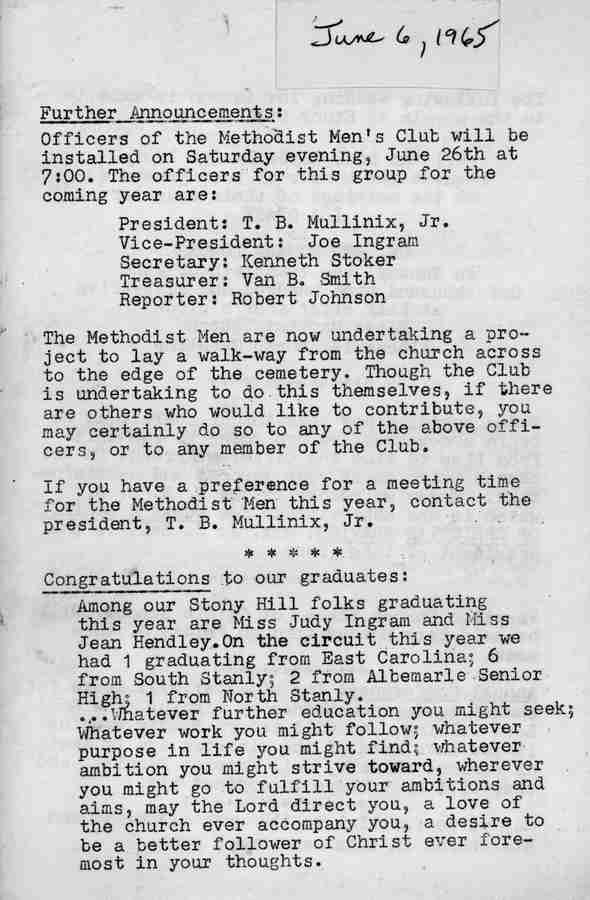 June 6, 1965
Further Announcements:
Officers of the Methodist Men's Club will be
installed on Saturday evening, June 26th at
7:00. The officers for this group for the
coming year are:
President: T. B. Mullinix, Jr.
Vice-President: Joe Ingram
Secretary: Kenneth Stoker
Treasurer: Van B. Smith
Reporter: Robert Johnson
The Methodist Men are now undertaking a pro-
ject to lay a walk-way from the church across
to the edge of the cemetery. Though the Club
is undertaking to do this themselves, if there
are others who would like to contribute, you
may certainly do so to any of the above offi-
cers, or to any member of the Club.
If you have a preference for a meeting time
for the Methodist Men this year, contact the
president, T. B. Mullinix, Jr.
* * * * *
Congratulations to our graduates:
Among our Stony Hill folks graduating
this year are Miss Judy Ingram and Miss
Jean Hendley.On the circuit this year we
had 1 graduating from East Carolina; 6
from South Stanly; 2 from Albemarle Senior
High; 1 from North Stanly.
...Whatever further education you might seek;
Whatever work you might follow; whatever
purpose in life you might find; whatever
ambition you might strive toward, wherever
you might go to fulfill your ambitions and
aims, may the Lord direct you, a love of
the church ever accompany you, a desire to
be a better follower of Christ ever fore-
most in your thoughts.